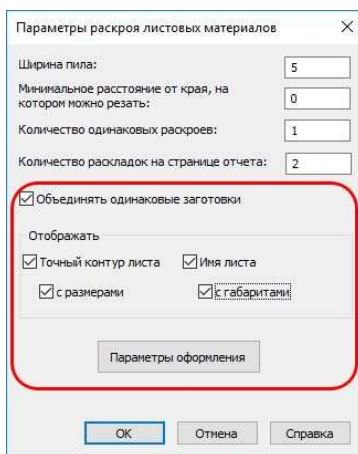 Параметры раскроя листовых материалов
Ширина пила: 5
Минимальное расстояние от края, на
котором можно резать: 0
Количество одинаковых раскроев: 1
Количество раскладок на странице отчета: 2
Объединять одинаковые заготовки
Отображать
Точный контур листа Имя листа
с размерами с габаритами
Параметры оформления
ОК Отмена Справка